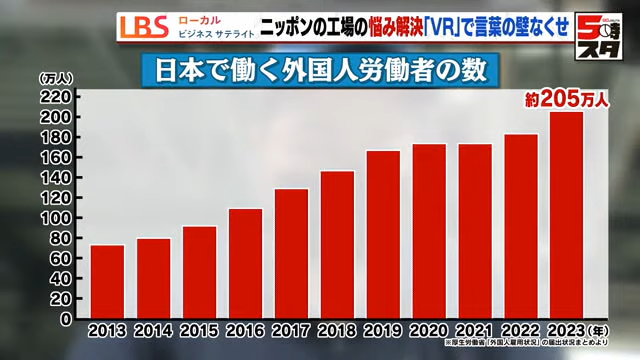 LBS
ローカル
ビジネス サテライト
ニッポンの工場の悩み解決「VR」で言葉の壁なくせ
5時スタ
日本で働く外国人労働者の数
(万人)
約205万人
220
200
180
160
140
120
100
80
60
40
20
0
2013 2014 2015 2016 2017 2018 2019 2020 2021 2022 2023 (年)
※厚生労働省「外国人雇用状況」の届出状況まとめより